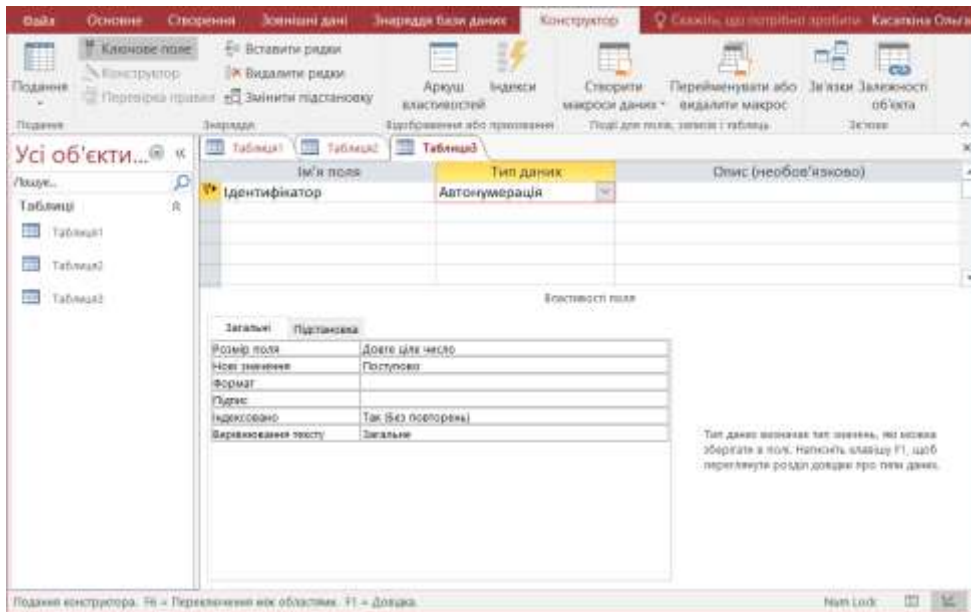 Файл Основне Створення Зовнішні дані Знаряддя бази даних Конструктор Скажіть, що потрібно зробити Касаткіна Ольга
Подання
Ключове поле
Конструктор
Перевірка правил
Вставити рядки
Видалити рядки
Змінити підстановку
Аркуш властивостей
Індекси
Створити макроси даних
Перейменувати або видалити макрос
Зв'язки
Залежності об'єкта
Подання Знаряддя Відображення або приховання Події для полів, записів і таблиць Зв'язки
Усі об'єкти...
Пошук...
Таблиці
Таблиця1
Таблиця2
Таблиця3
Таблиця1 Таблиця2 Таблиця3
Ім'я поля Тип даних Опис (необов'язково)
Ідентифікатор Автонумерація
Властивості поля
Загальні Підстановка
Розмір поля Довге ціле число
Нові значення Поступово
Формат
Підпис
Індексовано Так (Без повторень)
Вирівнювання тексту Загальне
Тип даних визначає тип значень, які можна
зберігати в полі. Натисніть клавішу F1, щоб
переглянути розділ довідки про типи даних.
Подання конструктора. F6 = Переключення між областями. F1 = Довідка. Num Lock